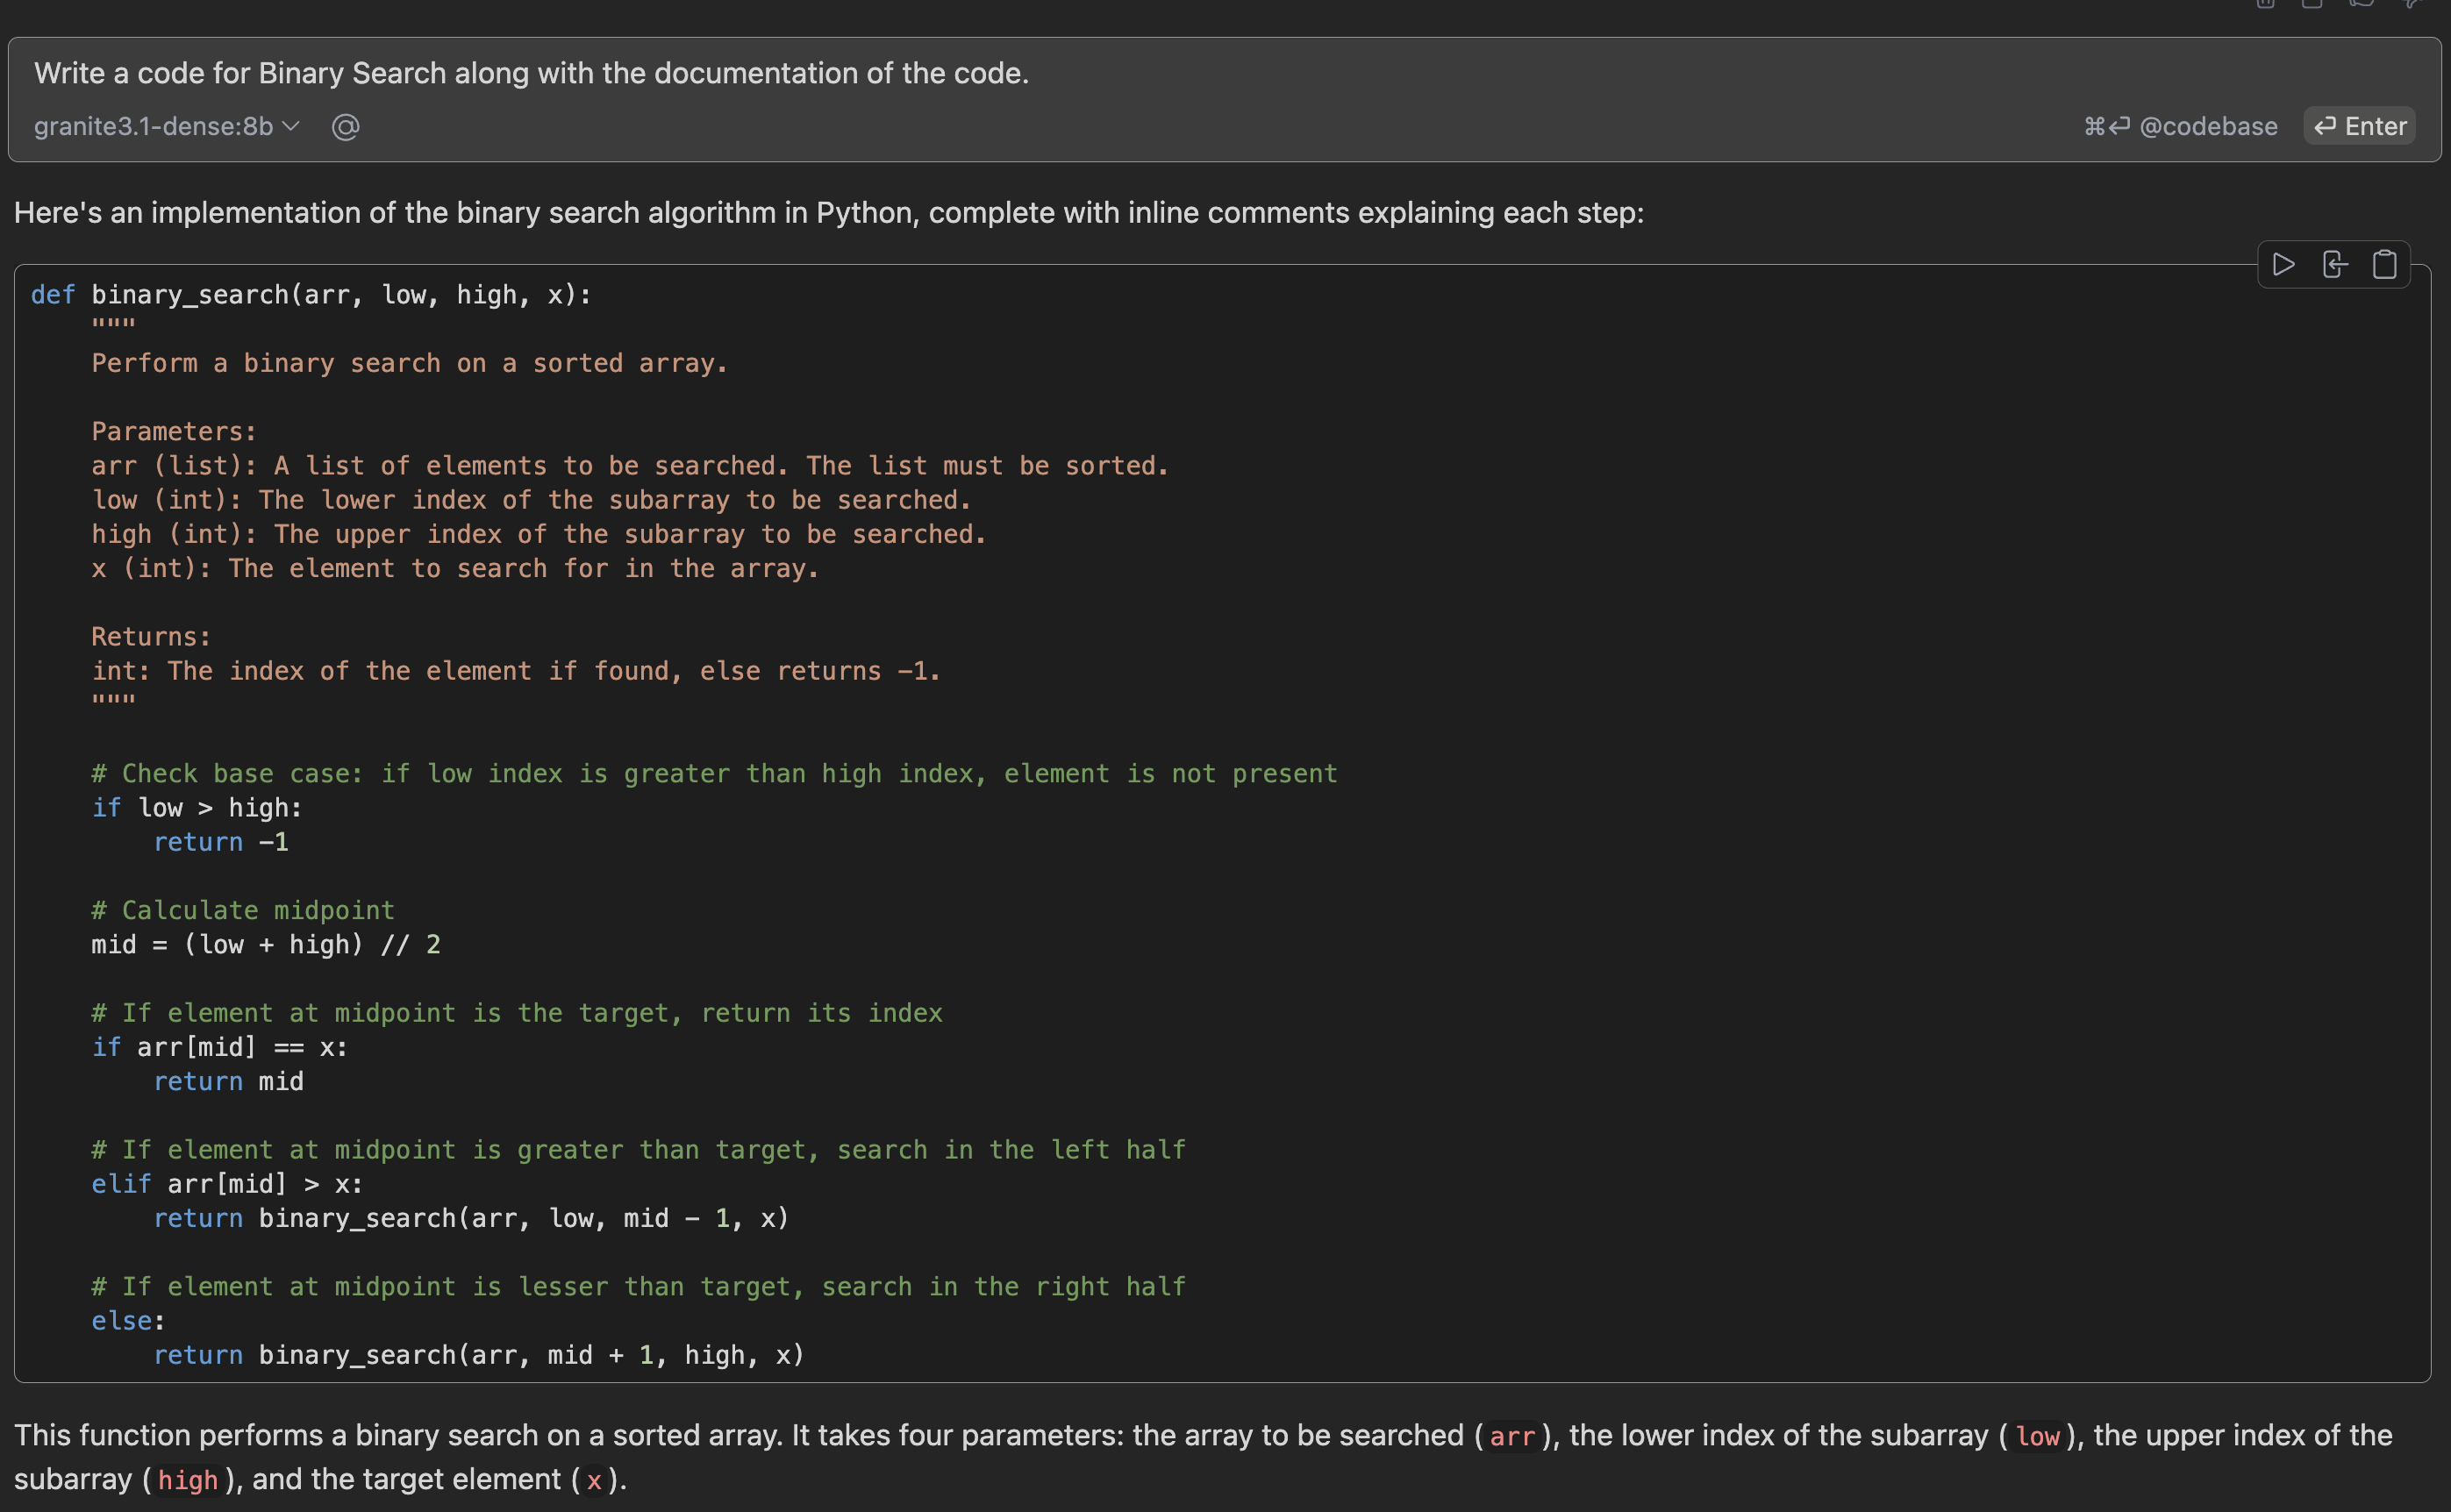 Write a code for Binary Search along with the documentation of the code.
granite3.1-dense:8b @ ⌘⏎ @codebase ⏎ Enter
Here's an implementation of the binary search algorithm in Python, complete with inline comments explaining each step:
def binary_search(arr, low, high, x):
    """
    Perform a binary search on a sorted array.

    Parameters:
    arr (list): A list of elements to be searched. The list must be sorted.
    low (int): The lower index of the subarray to be searched.
    high (int): The upper index of the subarray to be searched.
    x (int): The element to search for in the array.

    Returns:
    int: The index of the element if found, else returns -1.
    """

    # Check base case: if low index is greater than high index, element is not present
    if low > high:
        return -1

    # Calculate midpoint
    mid = (low + high) // 2

    # If element at midpoint is the target, return its index
    if arr[mid] == x:
        return mid

    # If element at midpoint is greater than target, search in the left half
    elif arr[mid] > x:
        return binary_search(arr, low, mid - 1, x)

    # If element at midpoint is lesser than target, search in the right half
    else:
        return binary_search(arr, mid + 1, high, x)
This function performs a binary search on a sorted array. It takes four parameters: the array to be searched ( arr ), the lower index of the subarray ( low ), the upper index of the
subarray ( high ), and the target element ( x ).